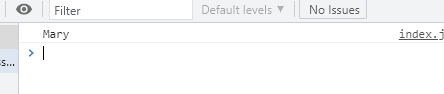 Filter Default levels ▼ No Issues
Mary index.j
s...
>